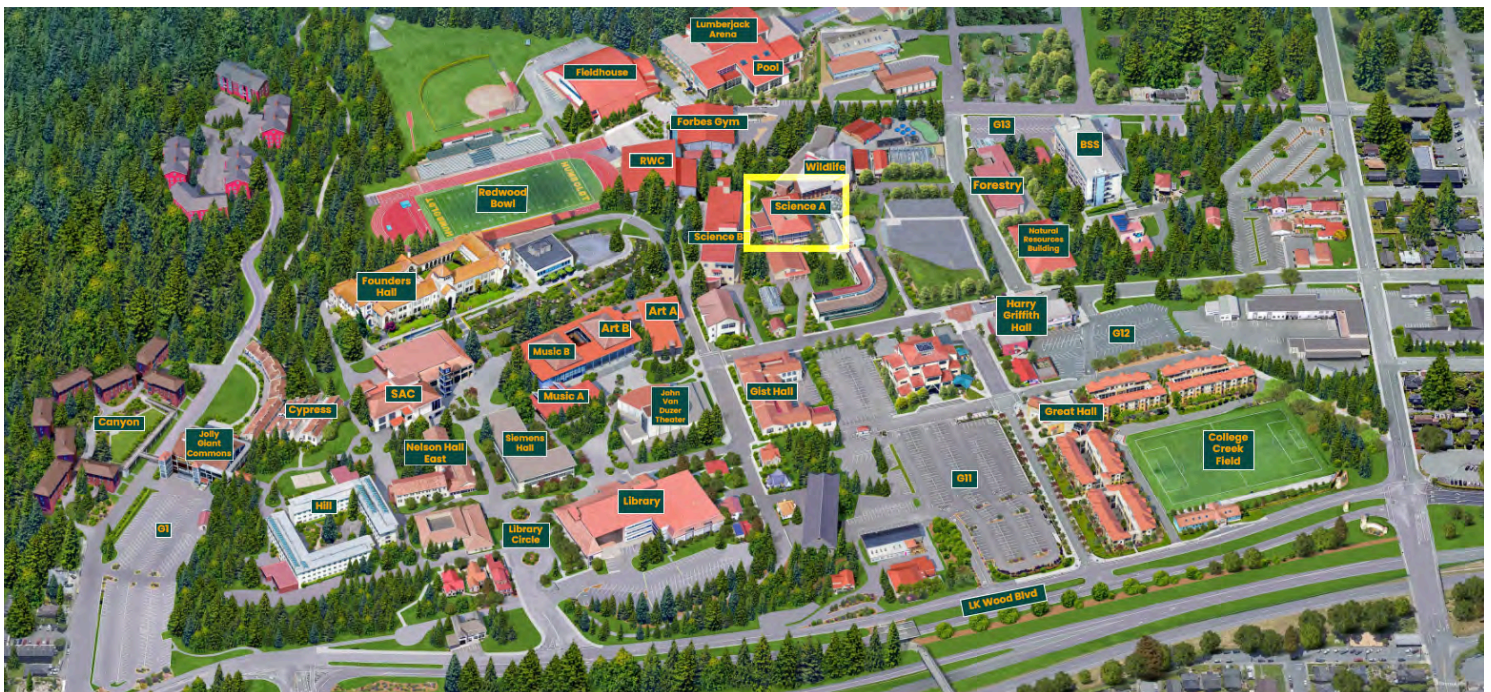 Lumberjack
Arena
Pool
Fieldhouse
Forbes Gym
G13
BSS
RWC
Wildlife
Forestry
Redwood
Bowl
HUMBOLDT
HUMBOLDT
Science A
Science B
Natural
Resources
Building
Founders
Hall
Art A
Art B
Music B
Harry
Griffith
Hall
G12
SAC
Music A
John
Van
Duzer
Theater
Gist Hall
Canyon
Cypress
Great Hall
Jolly
Giant
Commons
Nelson Hall
East
Siemens
Hall
College
Creek
Field
G11
Hill
Library
G1
Library
Circle
LK Wood Blvd